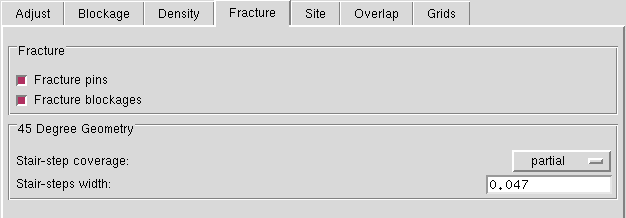 Adjust Blockage Density Fracture Site Overlap Grids
Fracture
Fracture pins
Fracture blockages
45 Degree Geometry
Stair-step coverage: partial
Stair-steps width: 0.047